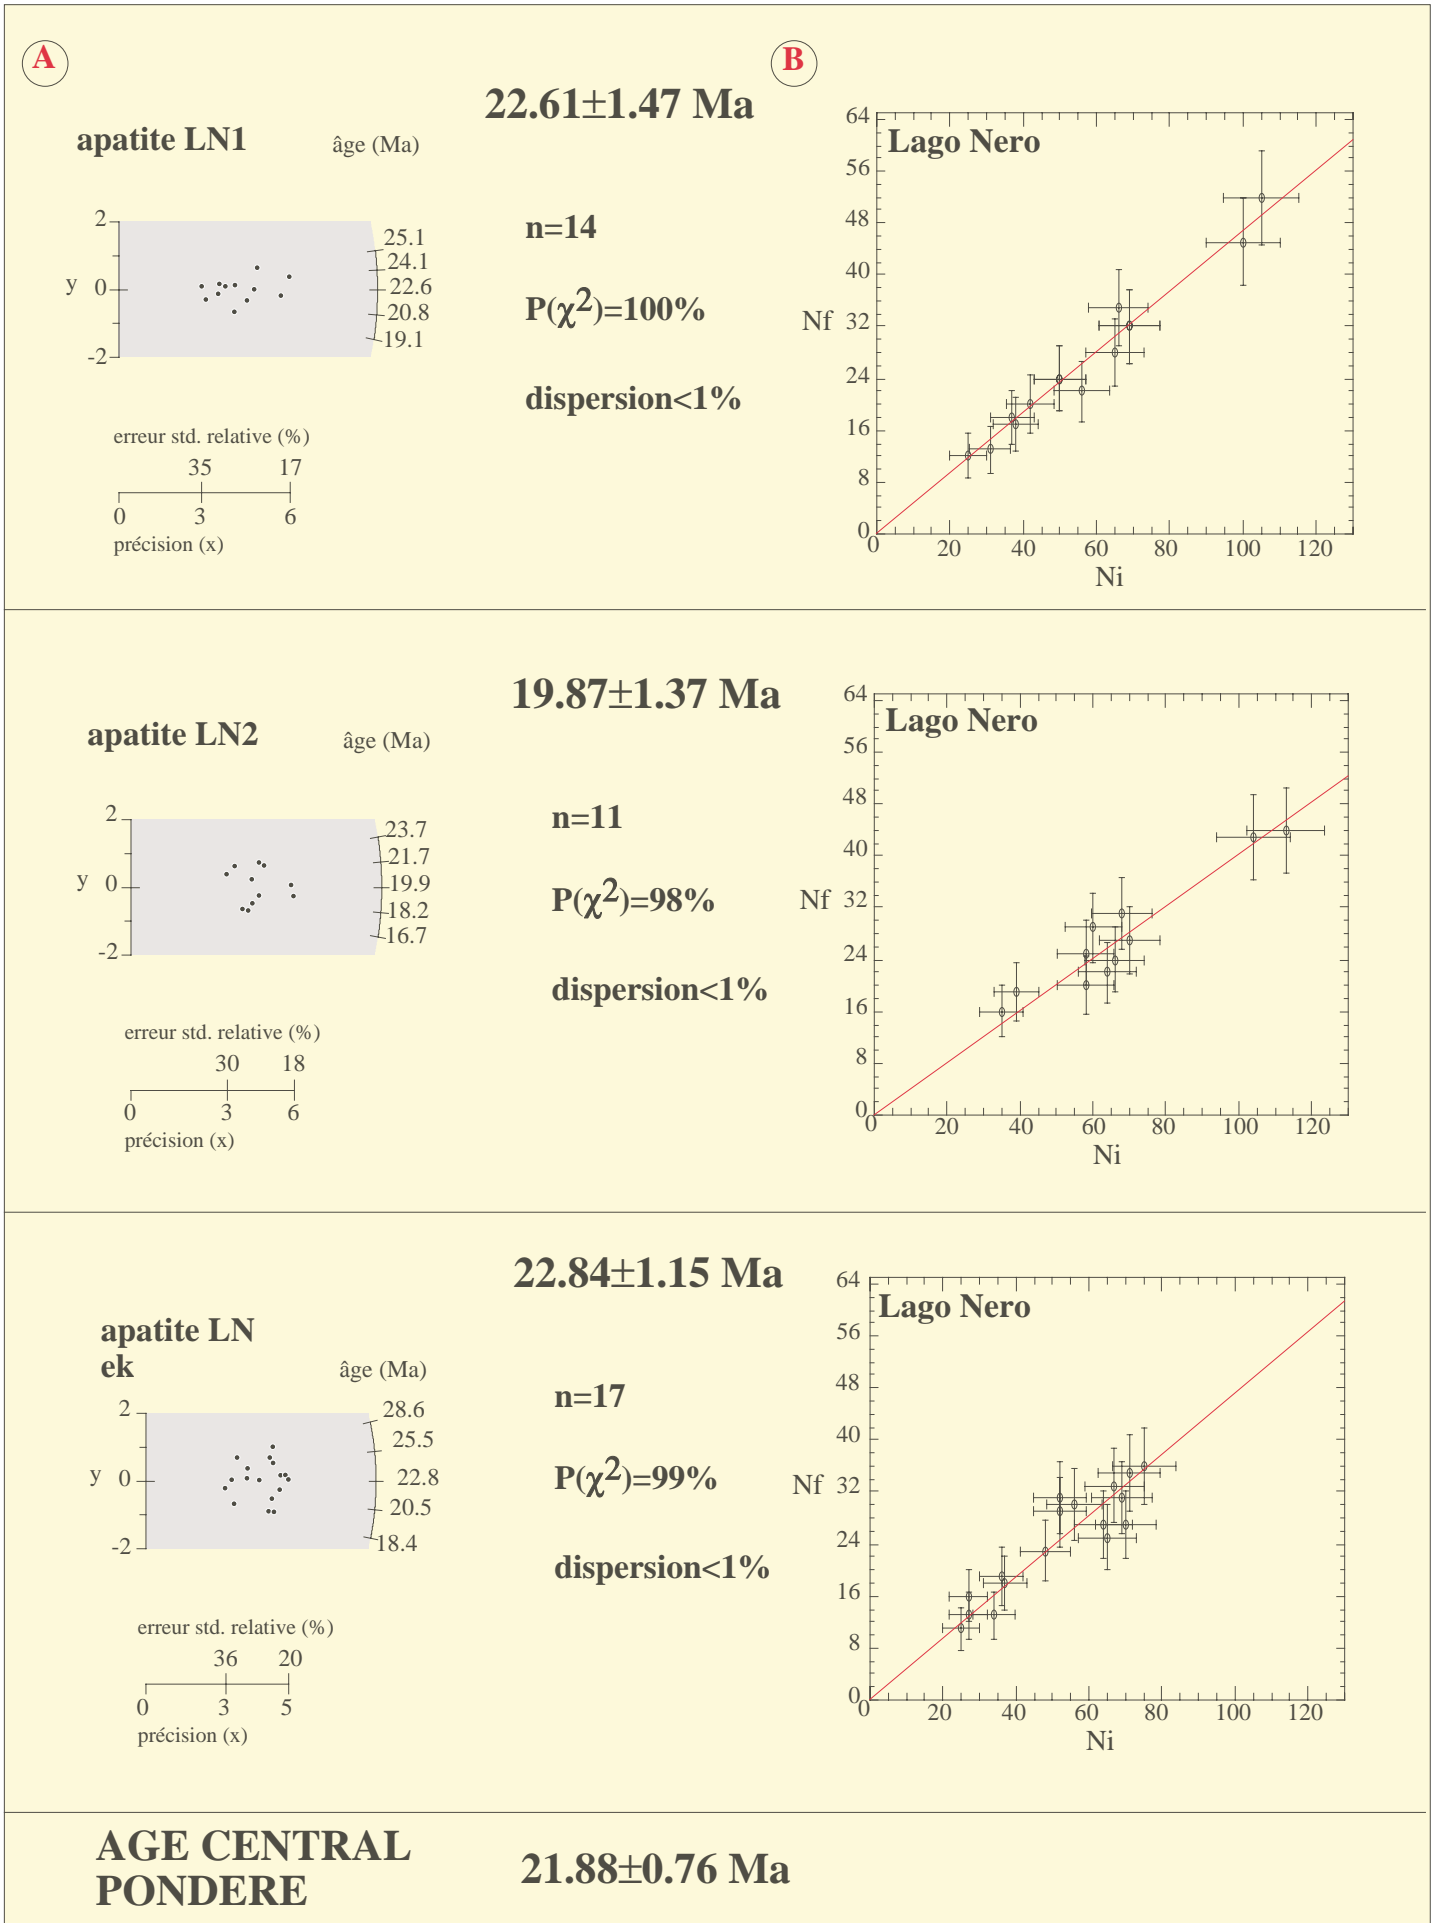 A
B
22.61±1.47 Ma
apatite LN1
âge (Ma)
2
y 0
-2
25.1
24.1
22.6
20.8
19.1
n=14
P(χ2)=100%
dispersion<1%
erreur std. relative (%)
35 17
0 3 6
précision (x)
Lago Nero
64
56
48
40
Nf 32
24
16
8
0
0 20 40 60 80 100 120
Ni
19.87±1.37 Ma
apatite LN2
âge (Ma)
2
y 0
-2
23.7
21.7
19.9
18.2
16.7
n=11
P(χ2)=98%
dispersion<1%
erreur std. relative (%)
30 18
0 3 6
précision (x)
Lago Nero
64
56
48
40
Nf 32
24
16
8
0
0 20 40 60 80 100 120
Ni
22.84±1.15 Ma
apatite LN
ek
âge (Ma)
2
y 0
-2
28.6
25.5
22.8
20.5
18.4
n=17
P(χ2)=99%
dispersion<1%
erreur std. relative (%)
36 20
0 3 5
précision (x)
Lago Nero
64
56
48
40
Nf 32
24
16
8
0
0 20 40 60 80 100 120
Ni
AGE CENTRAL
PONDERE
21.88±0.76 Ma